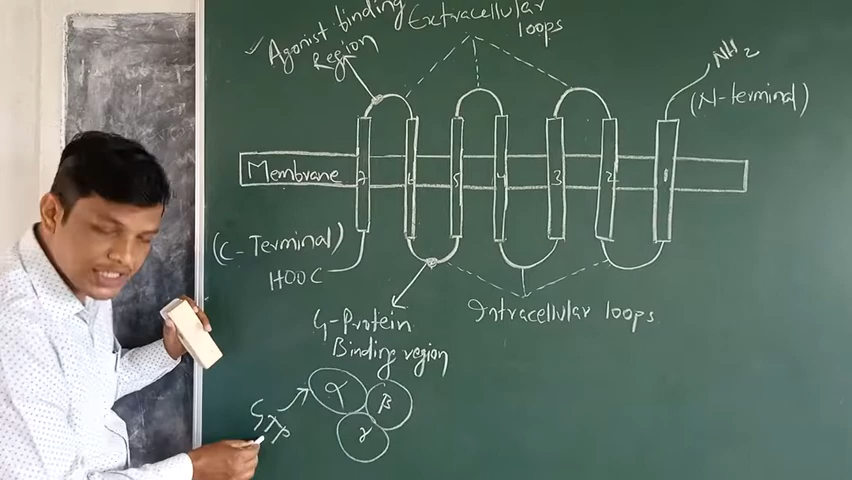 Agonist binding
Region
Extracellular
loops
NH2
(N-terminal)
Membrane
7
6
5
4
3
2
1
(C-Terminal)
HOOC
G-Protein
Binding region
Intracellular loops
α
β
γ